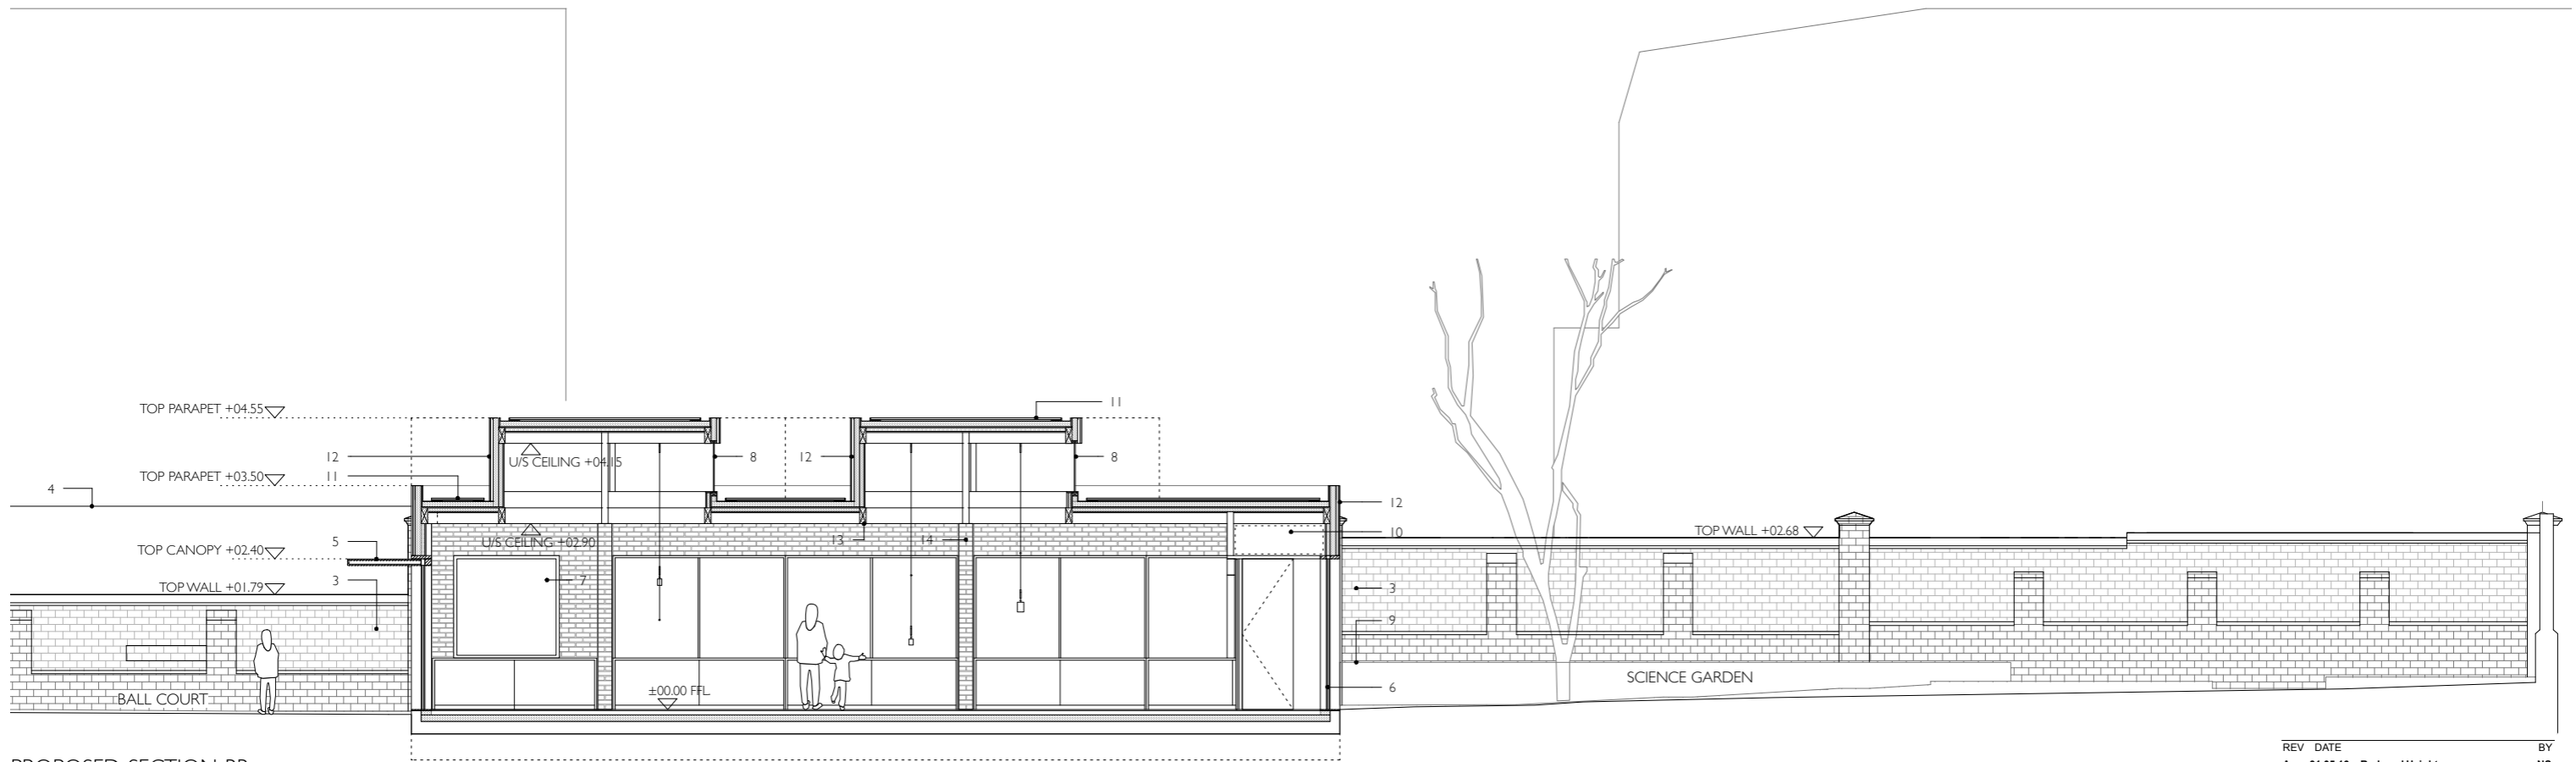 TOP PARAPET +04.55
11
12
U/S CEILING +04.15
8
12
8
TOP PARAPET +03.50
11
4
12
TOP WALL +02.68
10
5
TOP CANOPY +02.40
U/S CEILING +02.90
13
14
TOP WALL +01.79
3
7
3
9
SCIENCE GARDEN
6
±00.00 FFL
BALL COURT
REV DATE BY